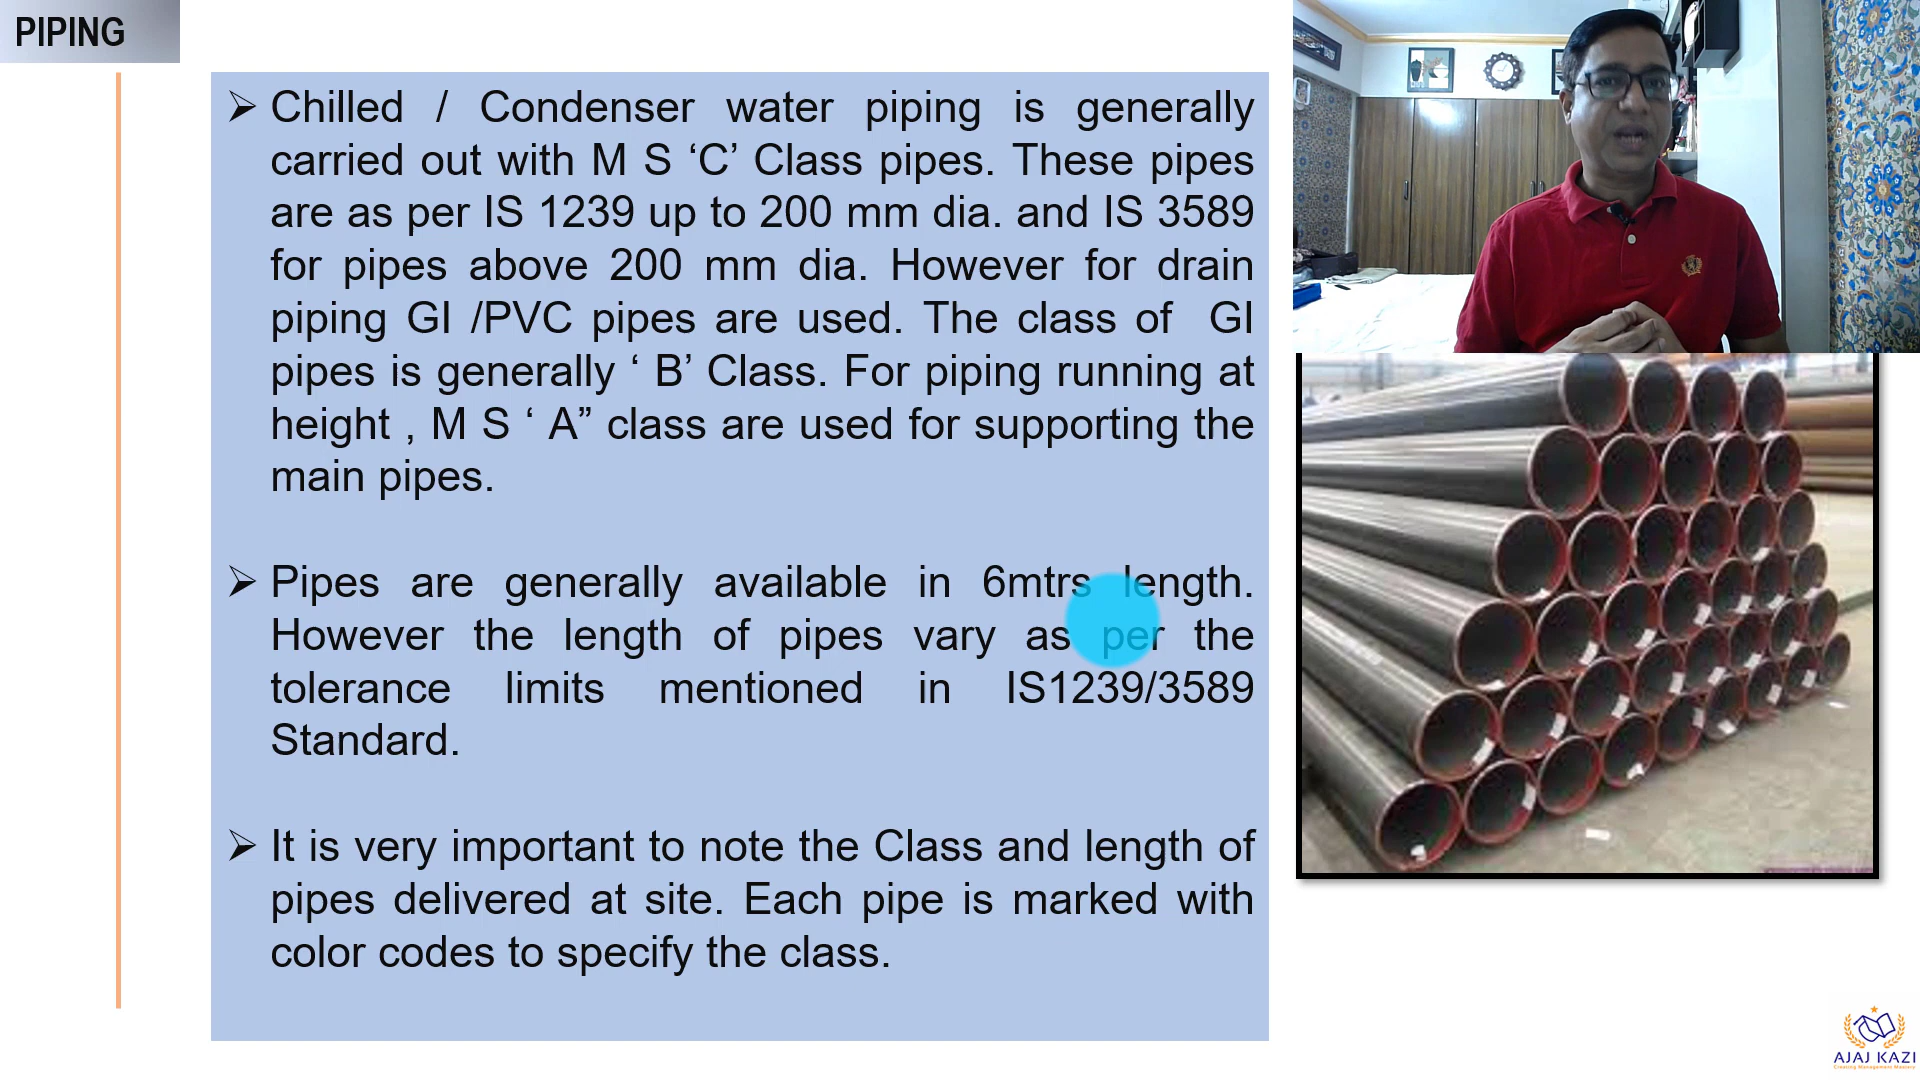 PIPING
➢ Chilled / Condenser water piping is generally
carried out with M S ‘C’ Class pipes. These pipes
are as per IS 1239 up to 200 mm dia. and IS 3589
for pipes above 200 mm dia. However for drain
piping GI /PVC pipes are used. The class of GI
pipes is generally ‘ B’ Class. For piping running at
height , M S ‘ A” class are used for supporting the
main pipes.
➢ Pipes are generally available in 6mtrs length.
However the length of pipes vary as per the
tolerance limits mentioned in IS1239/3589
Standard.
➢ It is very important to note the Class and length of
pipes delivered at site. Each pipe is marked with
color codes to specify the class.
AJAJ KAZI
Creating Management Masters